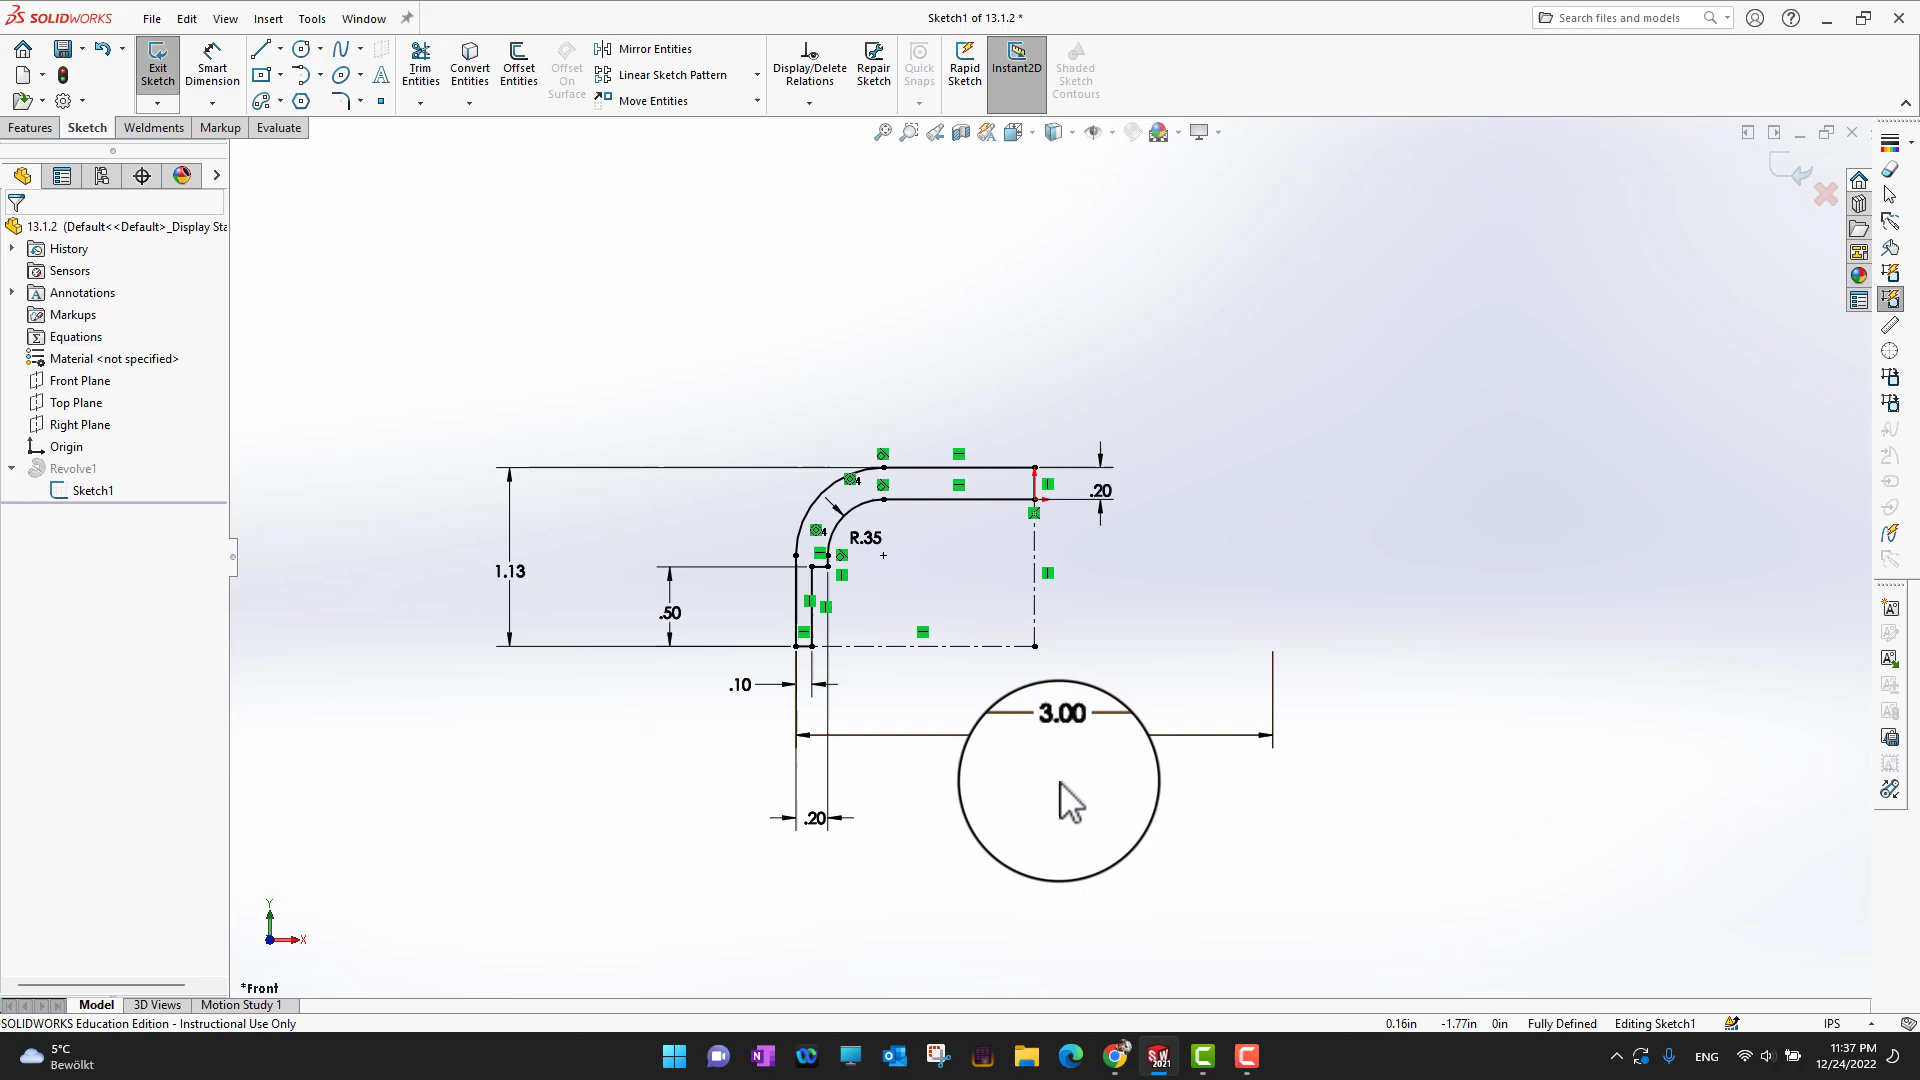 SOLIDWORKS File Edit View Insert Tools Window Sketch1 of 13.1.2 * Search files and models
Exit Sketch
Smart Dimension
Trim Entities
Convert Entities
Offset Entities
Offset On Surface
Mirror Entities
Linear Sketch Pattern
Move Entities
Display/Delete Relations
Repair Sketch
Quick Snaps
Rapid Sketch
Instant2D
Shaded Sketch Contours
Features Sketch Weldments Markup Evaluate
13.1.2 (Default<<Default>_Display Sta
History
Sensors
Annotations
Markups
Equations
Material <not specified>
Front Plane
Top Plane
Right Plane
Origin
Revolve1
Sketch1
4
.20
4
R.35
1.13
.50
.10
3.00
.20
Y
X
*Front
Model 3D Views Motion Study 1
SOLIDWORKS Education Edition - Instructional Use Only 0.16in -1.77in 0in Fully Defined Editing Sketch1 IPS
5°C
Bewölkt
SW
2021
ENG
11:37 PM
12/24/2022